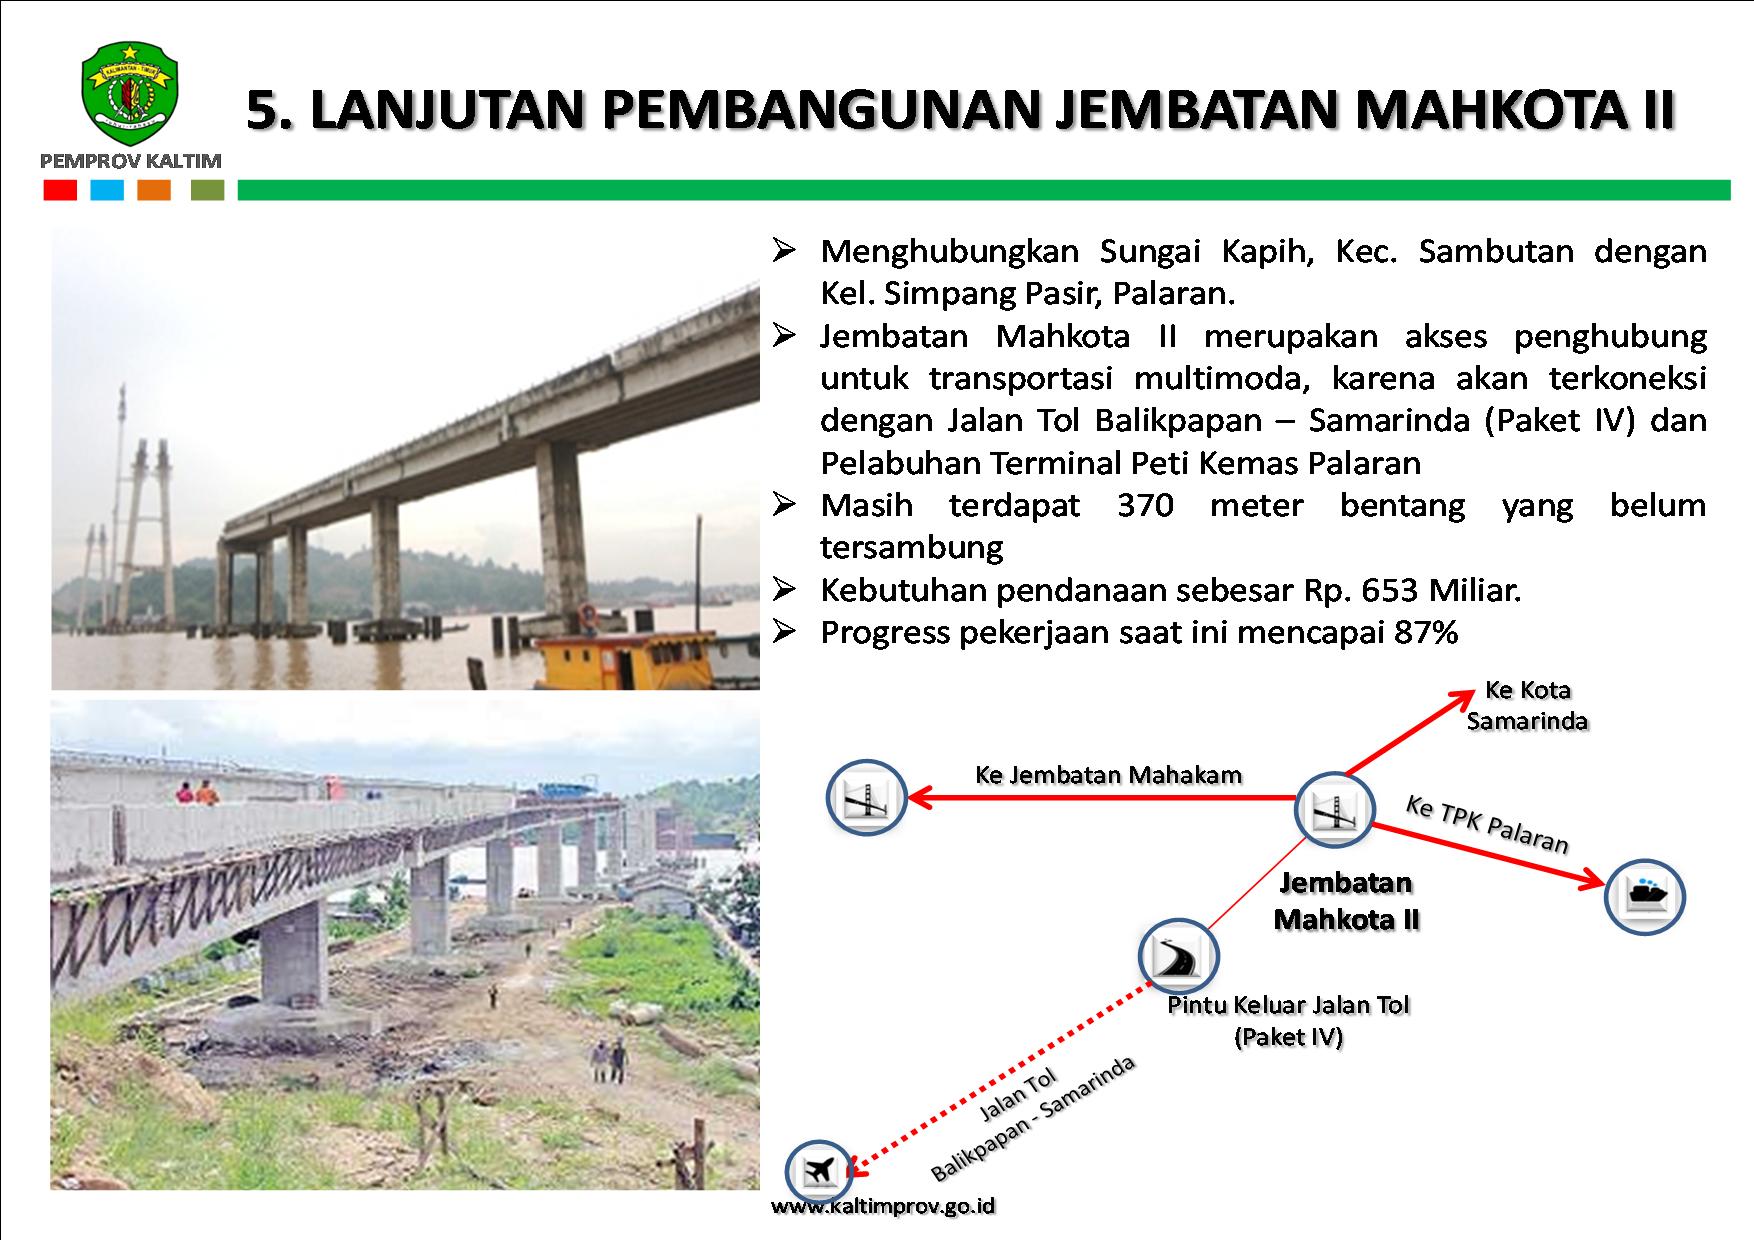 KALIMANTAN - TIMUR
PEMPROV KALTIM
5. LANJUTAN PEMBANGUNAN JEMBATAN MAHKOTA II
➢ Menghubungkan Sungai Kapih, Kec. Sambutan dengan
Kel. Simpang Pasir, Palaran.
➢ Jembatan Mahkota II merupakan akses penghubung
untuk transportasi multimoda, karena akan terkoneksi
dengan Jalan Tol Balikpapan – Samarinda (Paket IV) dan
Pelabuhan Terminal Peti Kemas Palaran
➢ Masih terdapat 370 meter bentang yang belum
tersambung
➢ Kebutuhan pendanaan sebesar Rp. 653 Miliar.
➢ Progress pekerjaan saat ini mencapai 87%
Ke Kota
Samarinda
Ke Jembatan Mahakam
Ke TPK Palaran
Jembatan
Mahkota II
Pintu Keluar Jalan Tol
(Paket IV)
Jalan Tol
Balikpapan - Samarinda
www.kaltimprov.go.id